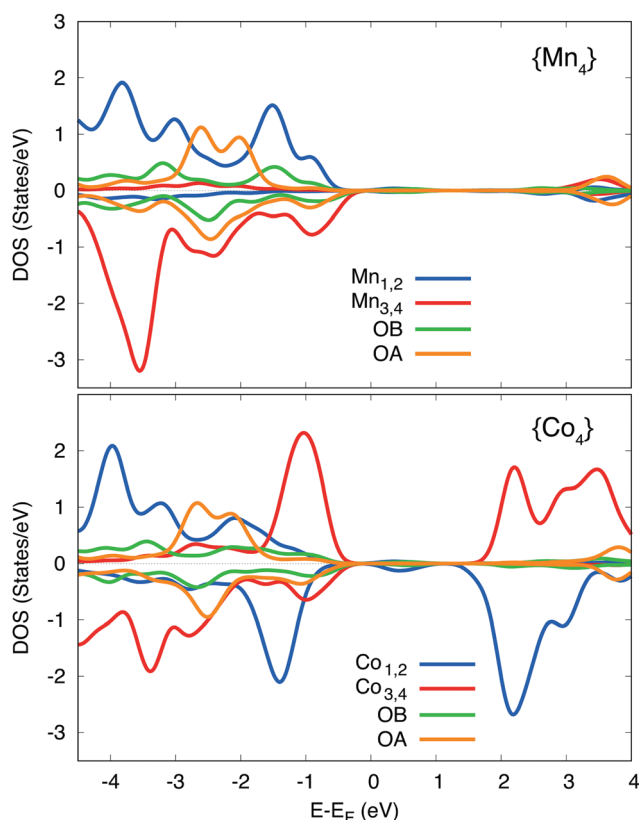 3
{Mn4}
2
1
0
-1
-2
-3
DOS (States/eV)
Mn1,2
Mn3,4
OB
OA
{Co4}
2
1
0
-1
-2
-3
DOS (States/eV)
Co1,2
Co3,4
OB
OA
-4 -3 -2 -1 0 1 2 3 4
E-EF (eV)